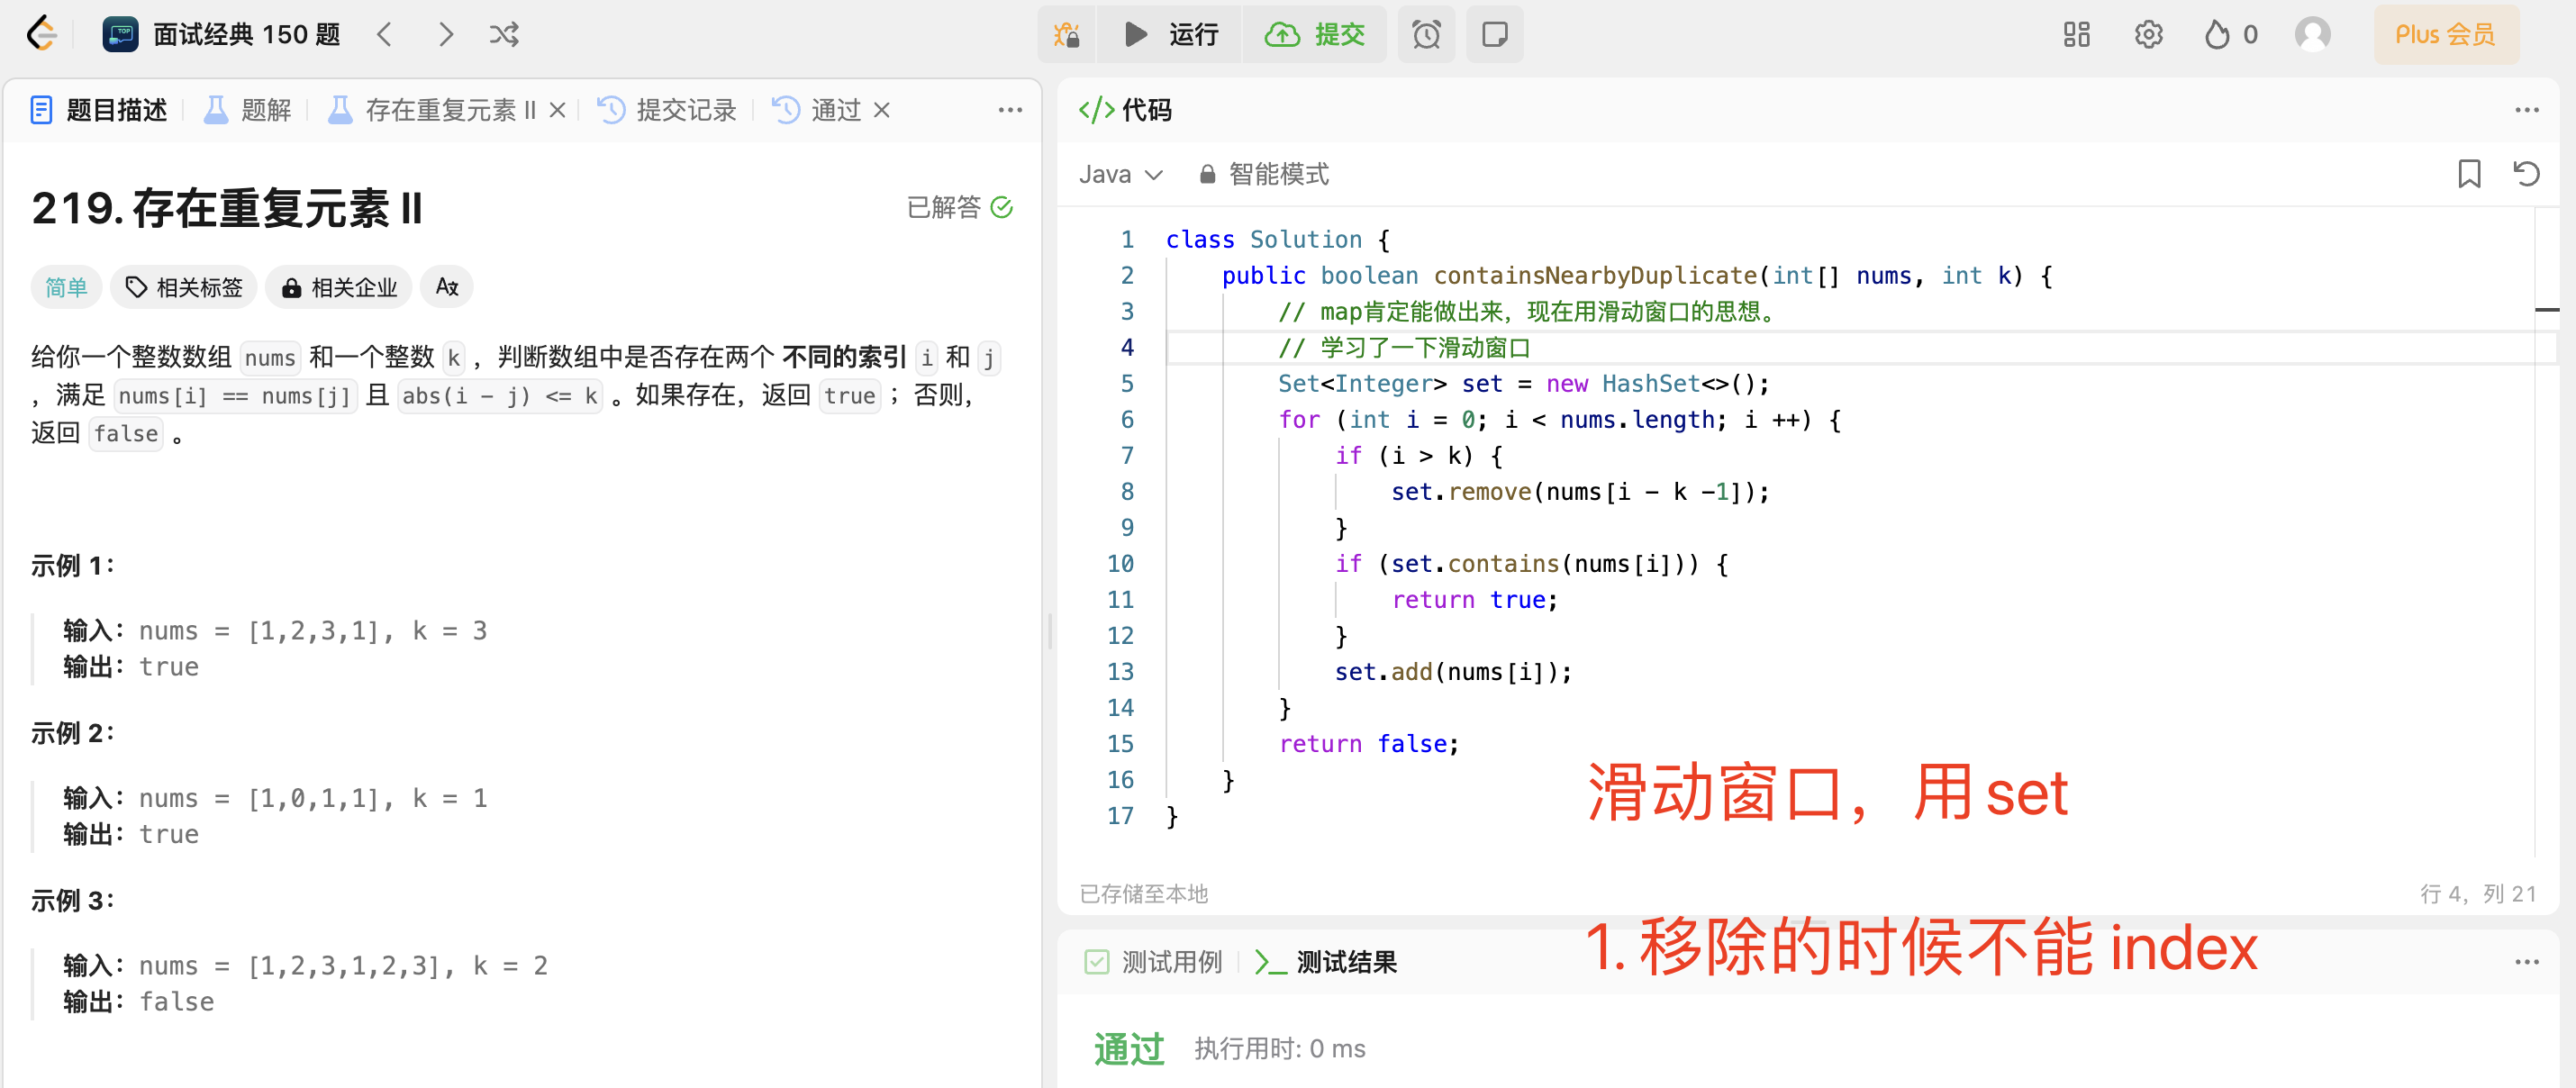 面试经典 150 题
运行
提交
0
Plus 会员
题目描述
题解
存在重复元素 II
提交记录
通过
219. 存在重复元素 II
已解答
简单
相关标签
相关企业
给你一个整数数组 nums 和一个整数 k ，判断数组中是否存在两个 不同的索引 i 和 j
，满足 nums[i] == nums[j] 且 abs(i - j) <= k 。如果存在，返回 true ；否则，
返回 false 。
示例 1：
输入：nums = [1,2,3,1], k = 3
输出：true
示例 2：
输入：nums = [1,0,1,1], k = 1
输出：true
示例 3：
输入：nums = [1,2,3,1,2,3], k = 2
输出：false
</> 代码
Java
智能模式
1 class Solution {
2 public boolean containsNearbyDuplicate(int[] nums, int k) {
3 // map肯定能做出来，现在用滑动窗口的思想。
4 // 学习了一下滑动窗口
5 Set<Integer> set = new HashSet<>();
6 for (int i = 0; i < nums.length; i ++) {
7 if (i > k) {
8 set.remove(nums[i - k -1]);
9 }
10 if (set.contains(nums[i])) {
11 return true;
12 }
13 set.add(nums[i]);
14 }
15 return false;
16 }
17 }
滑动窗口，用set
已存储至本地
行 4，列 21
1. 移除的时候不能 index
测试用例
测试结果
通过
执行用时: 0 ms